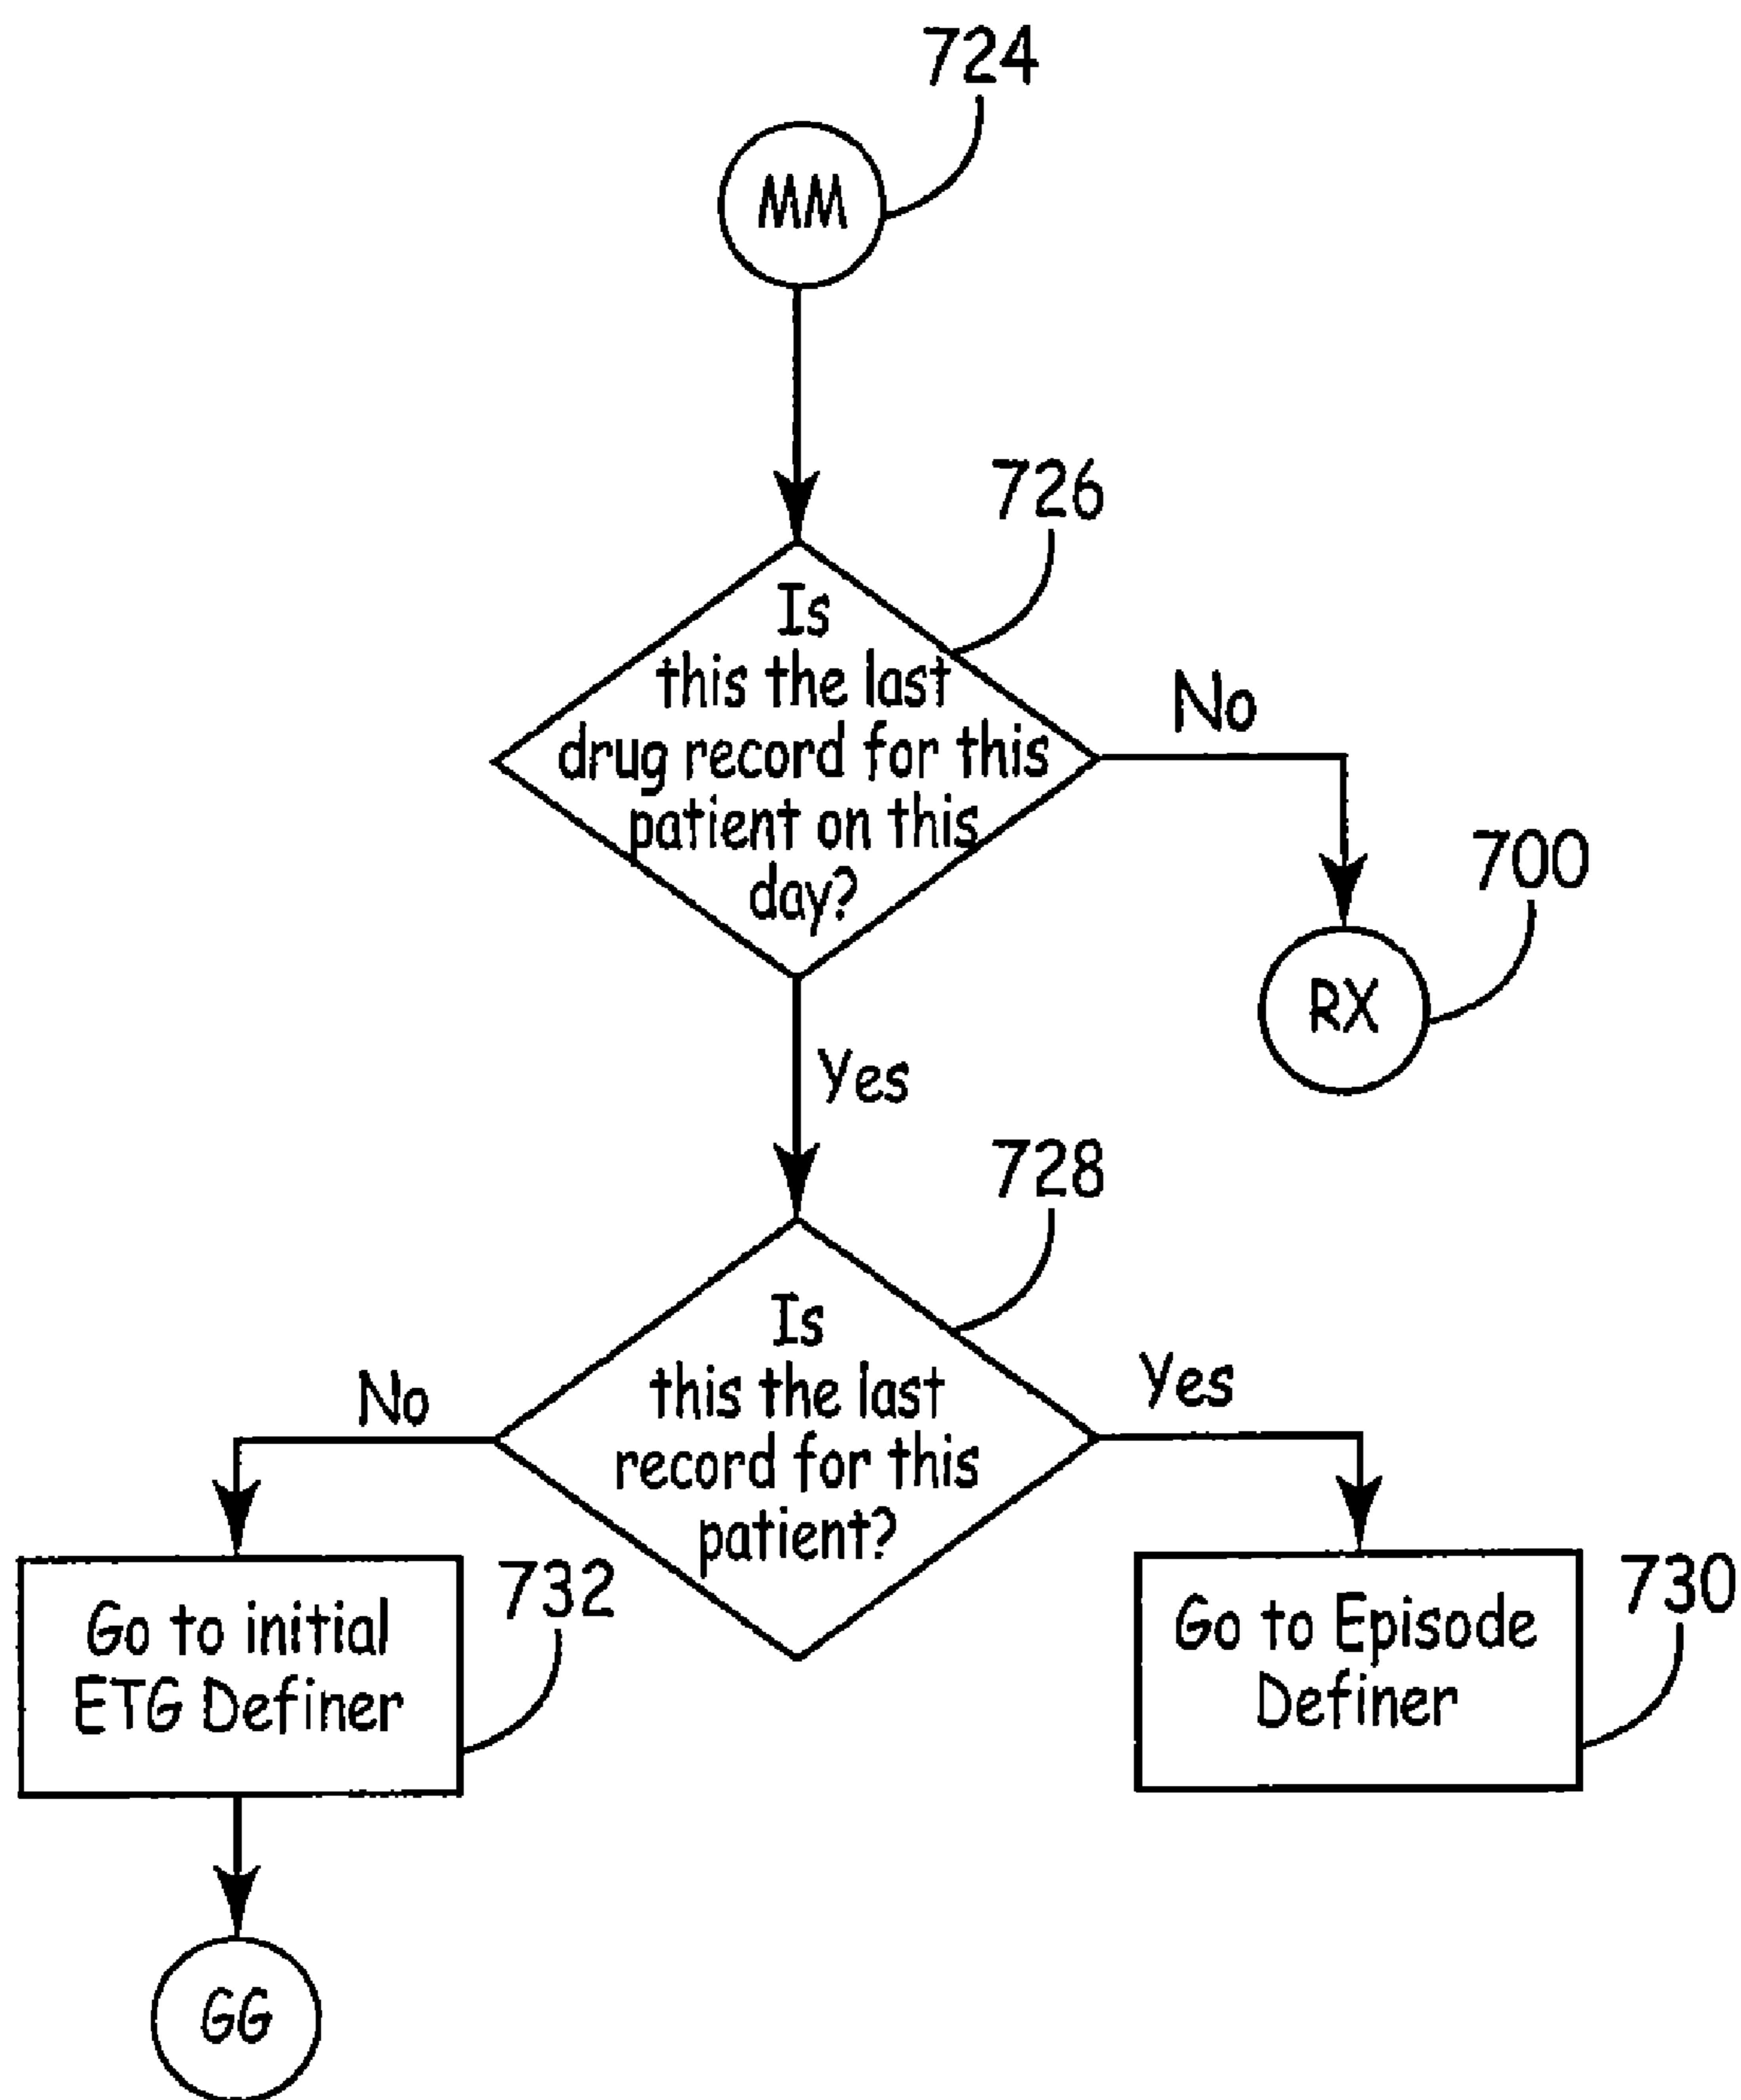 724
MM
726
Is
this the last
drug record for this
patient on this
day?
No
700
RX
Yes
728
Is
this the last
record for this
patient?
No
Yes
732
Go to initial
ETG Definer
730
Go to Episode
Definer
GG